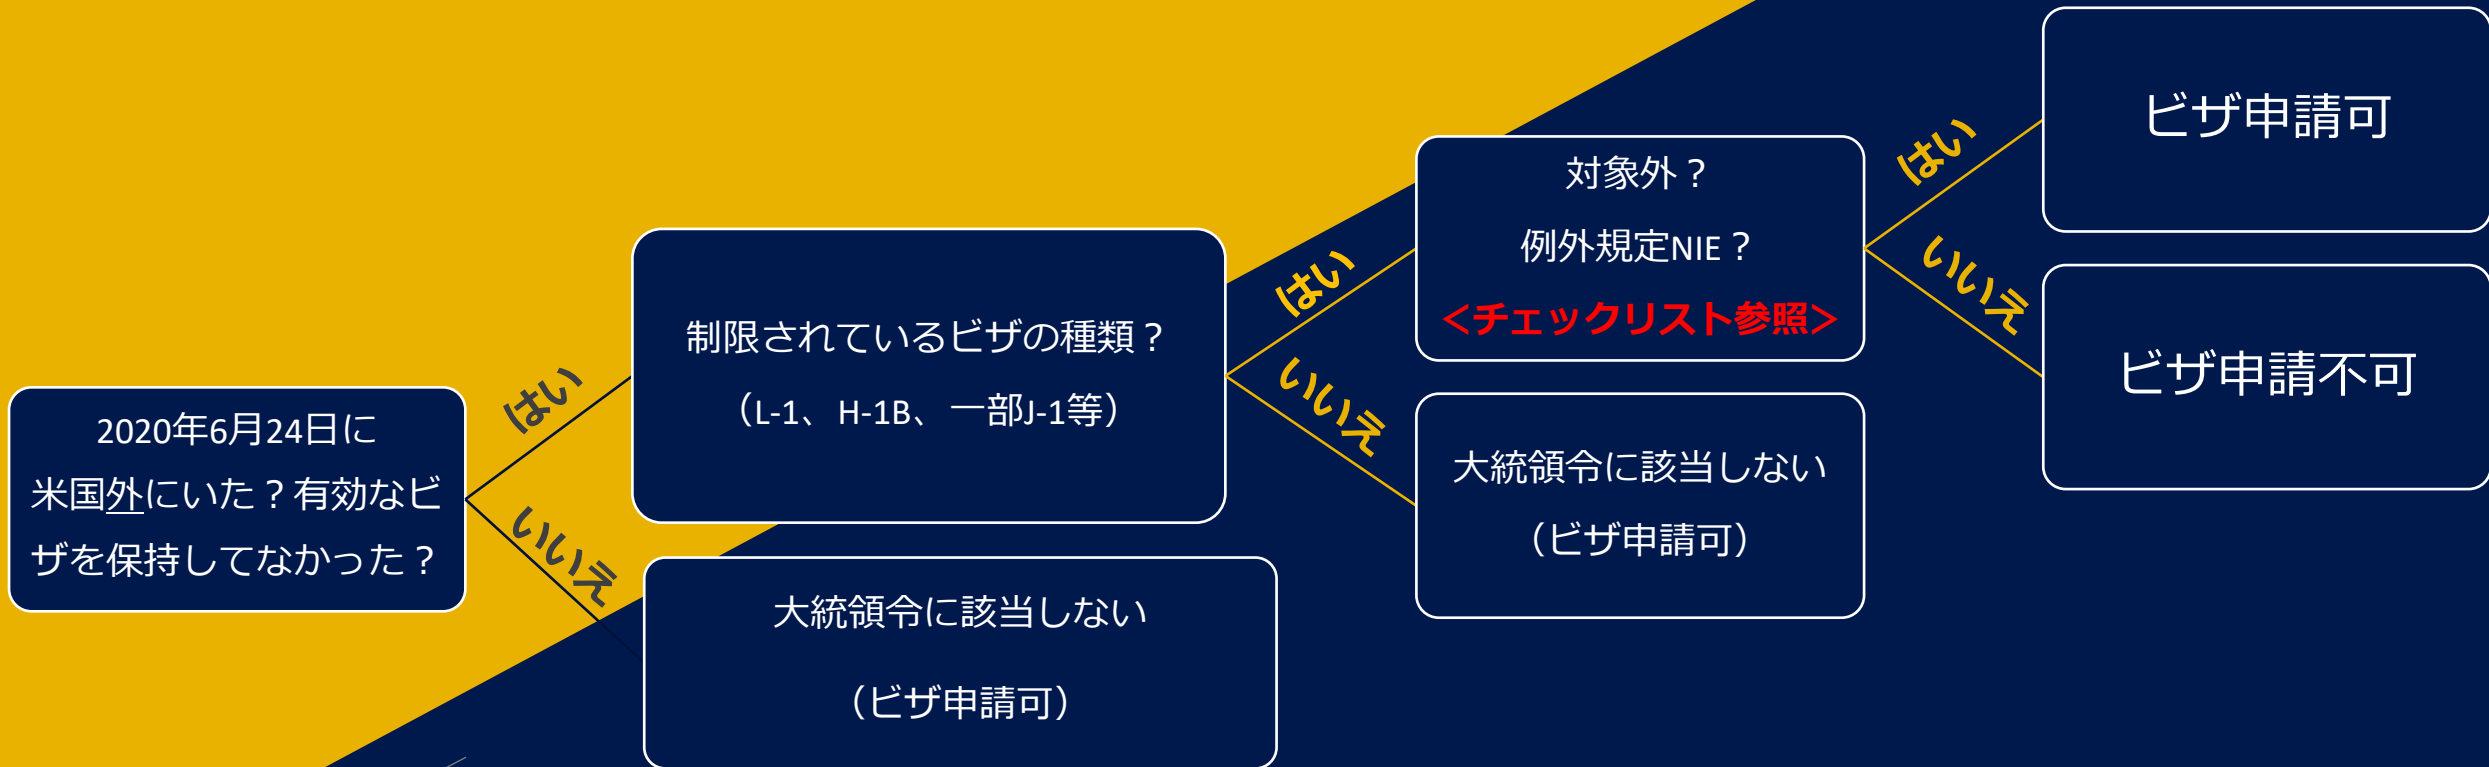 2020年6月24日に
米国外にいた？有効なビ
ザを保持してなかった？
はい
いいえ
制限されているビザの種類？
（L-1、H-1B、一部J-1等）
大統領令に該当しない
（ビザ申請可）
はい
いいえ
対象外？
例外規定NIE？
<チェックリスト参照>
大統領令に該当しない
（ビザ申請可）
はい
いいえ
ビザ申請可
ビザ申請不可